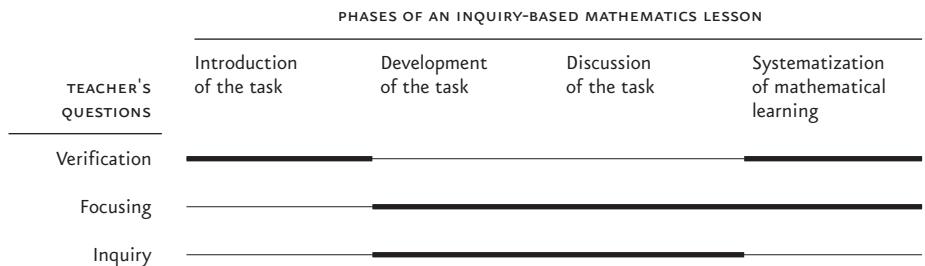 PHASES OF AN INQUIRY-BASED MATHEMATICS LESSON
TEACHER'S
QUESTIONS
Introduction
of the task
Development
of the task
Discussion
of the task
Systematization
of mathematical
learning
Verification
Focusing
Inquiry